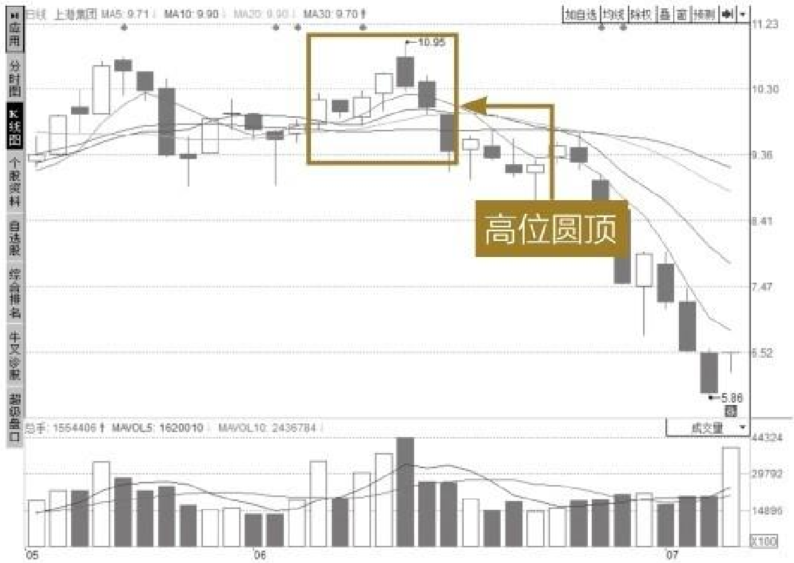 日线 上海集团 MA5: 9.71↓ MA10: 9.90↓ MA20: 9.90↓ MA30: 9.70↑
加自选 均线 除权 叠 窗 预测
应用
分时图
K线图
个股资料
自选股
综合排名
牛叉诊股
超级盘口
11.23
10.30
9.36
8.41
7.47
6.52
10.95
高位圆顶
5.86
总手: 1554406↑ MAVOL5: 1620010↓ MAVOL10: 2436784↓
成交量
44324
29792
14896
X100
05
06
07